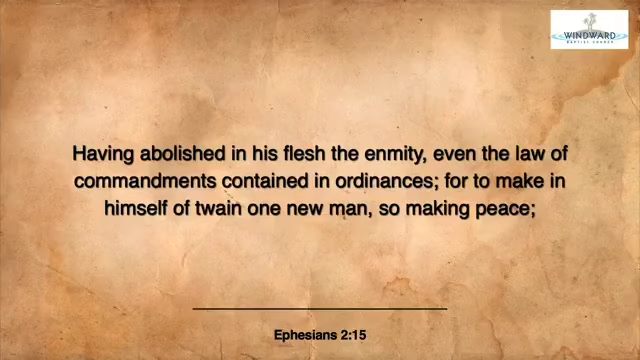 WINDWARD
BAPTIST CHURCH
Having abolished in his flesh the enmity, even the law of
commandments contained in ordinances; for to make in
himself of twain one new man, so making peace;
Ephesians 2:15